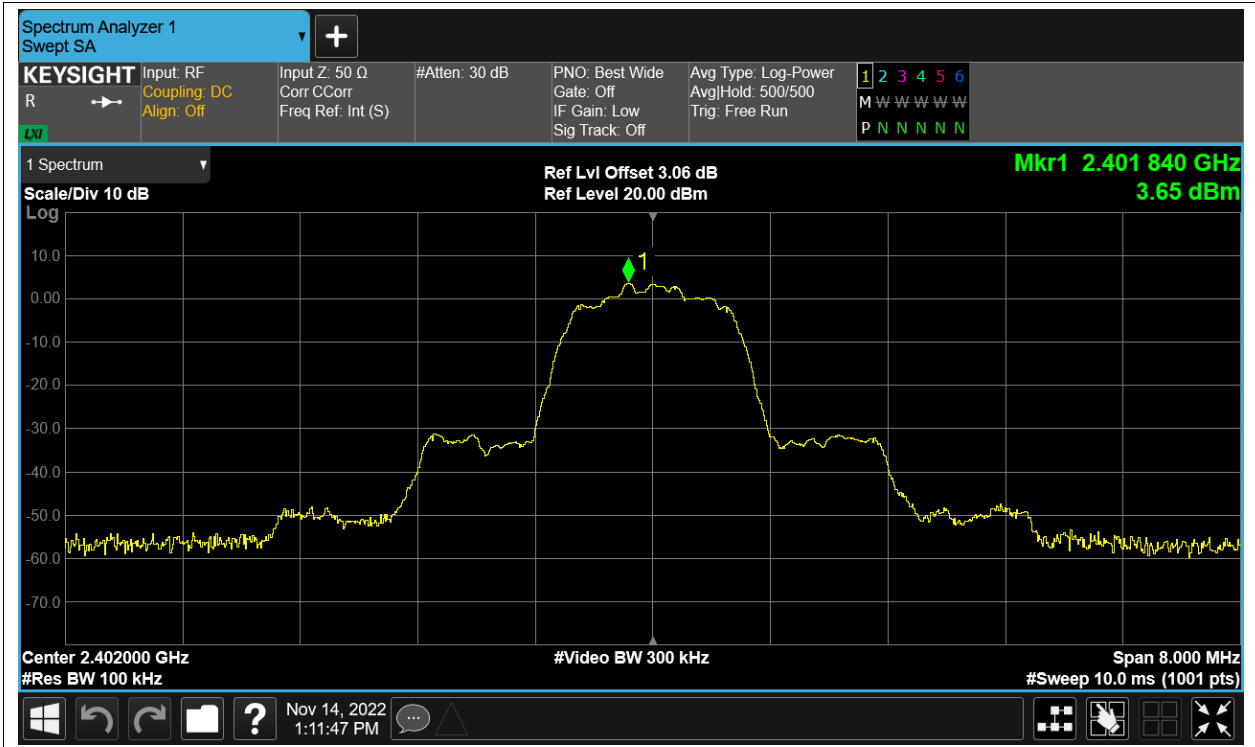 Spectrum Analyzer 1
Swept SA
+
KEYSIGHT
R
LXI
Input: RF
Coupling: DC
Align: Off
Input Z: 50 Ω
Corr CCorr
Freq Ref: Int (S)
#Atten: 30 dB
PNO: Best Wide
Gate: Off
IF Gain: Low
Sig Track: Off
Avg Type: Log-Power
Avg|Hold: 500/500
Trig: Free Run
1 2 3 4 5 6
M W W W W W
P N N N N N
1 Spectrum
Scale/Div 10 dB
Log
Ref Lvl Offset 3.06 dB
Ref Level 20.00 dBm
Mkr1 2.401 840 GHz
3.65 dBm
1
10.0
0.00
-10.0
-20.0
-30.0
-40.0
-50.0
-60.0
-70.0
Center 2.402000 GHz
#Res BW 100 kHz
#Video BW 300 kHz
Span 8.000 MHz
#Sweep 10.0 ms (1001 pts)
?
Nov 14, 2022
1:11:47 PM